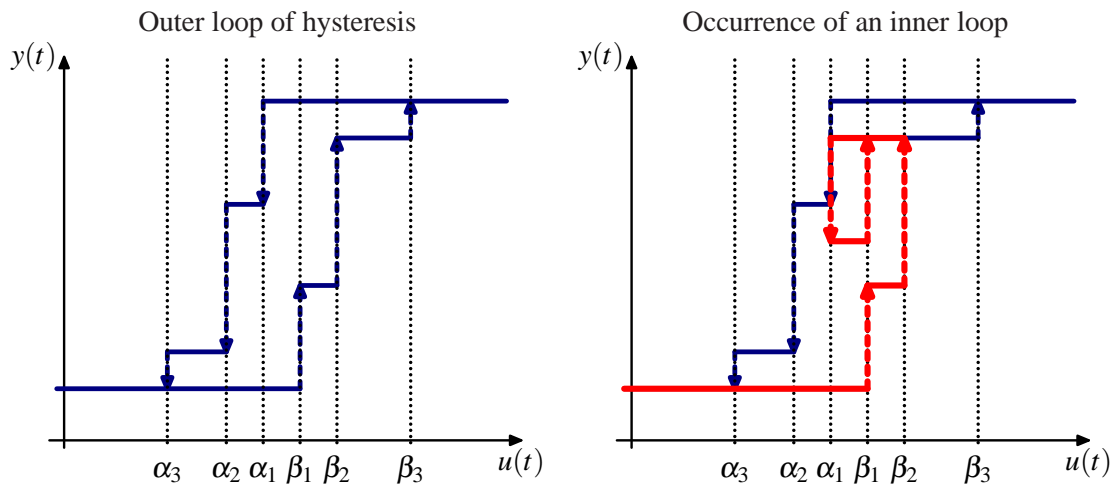 Outer loop of hysteresis
y(t)
α₃ α₂ α₁ β₁ β₂ β₃ u(t)
Occurrence of an inner loop
y(t)
α₃ α₂ α₁ β₁ β₂ β₃ u(t)